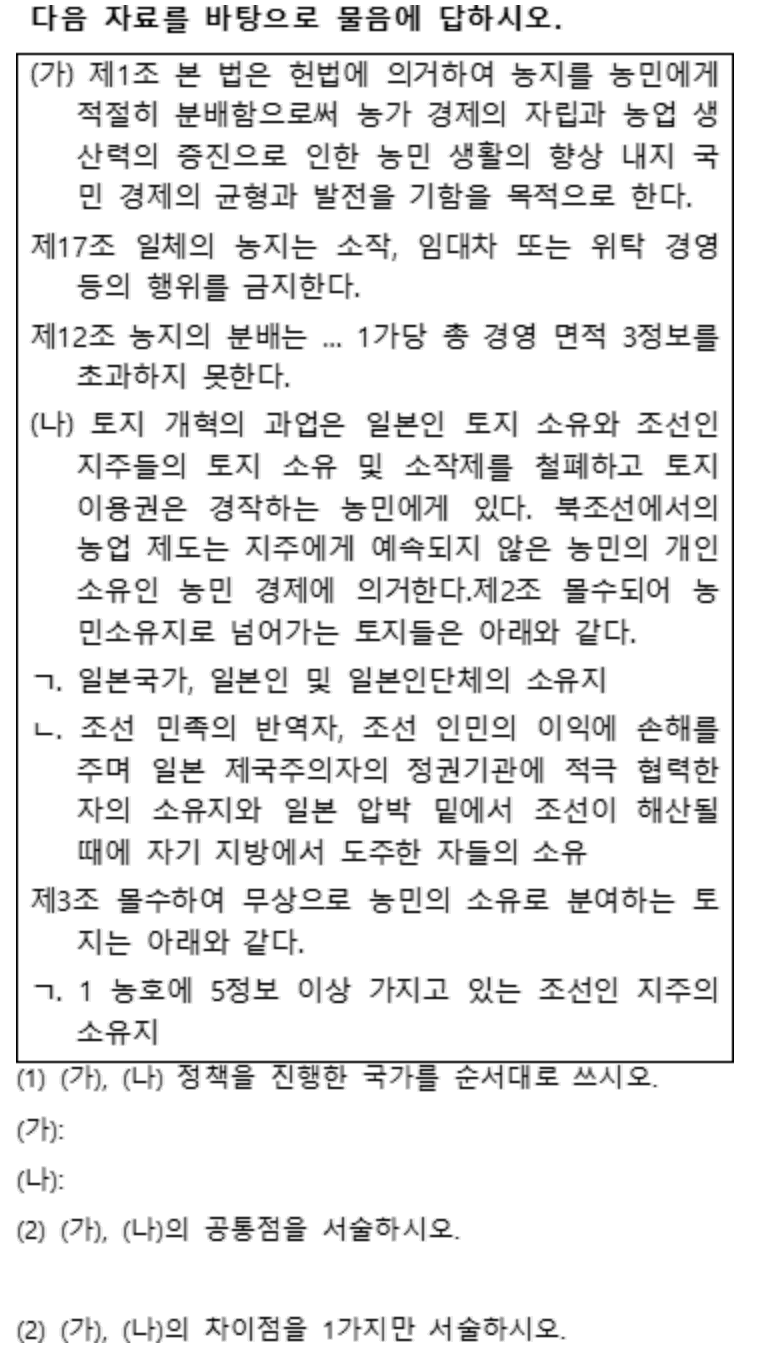 다음 자료를 바탕으로 물음에 답하시오.
(가) 제1조 본 법은 헌법에 의거하여 농지를 농민에게
적절히 분배함으로써 농가 경제의 자립과 농업 생
산력의 증진으로 인한 농민 생활의 향상 내지 국
민 경제의 균형과 발전을 기함을 목적으로 한다.
제17조 일체의 농지는 소작, 임대차 또는 위탁 경영
등의 행위를 금지한다.
제12조 농지의 분배는 ... 1가당 총 경영 면적 3정보를
초과하지 못한다.
(나) 토지 개혁의 과업은 일본인 토지 소유와 조선인
지주들의 토지 소유 및 소작제를 철폐하고 토지
이용권은 경작하는 농민에게 있다. 북조선에서의
농업 제도는 지주에게 예속되지 않은 농민의 개인
소유인 농민 경제에 의거한다.제2조 몰수되어 농
민소유지로 넘어가는 토지들은 아래와 같다.
ㄱ. 일본국가, 일본인 및 일본인단체의 소유지
ㄴ. 조선 민족의 반역자, 조선 인민의 이익에 손해를
주며 일본 제국주의자의 정권기관에 적극 협력한
자의 소유지와 일본 압박 밑에서 조선이 해산될
때에 자기 지방에서 도주한 자들의 소유
제3조 몰수하여 무상으로 농민의 소유로 분여하는 토
지는 아래와 같다.
ㄱ. 1 농호에 5정보 이상 가지고 있는 조선인 지주의
소유지
(1) (가), (나) 정책을 진행한 국가를 순서대로 쓰시오.
(가):
(나):
(2) (가), (나)의 공통점을 서술하시오.
(2) (가), (나)의 차이점을 1가지만 서술하시오.